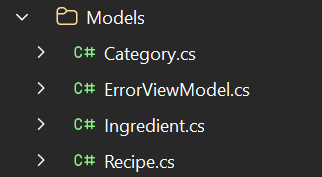 Models
C# Category.cs
C# ErrorViewModel.cs
C# Ingredient.cs
C# Recipe.cs